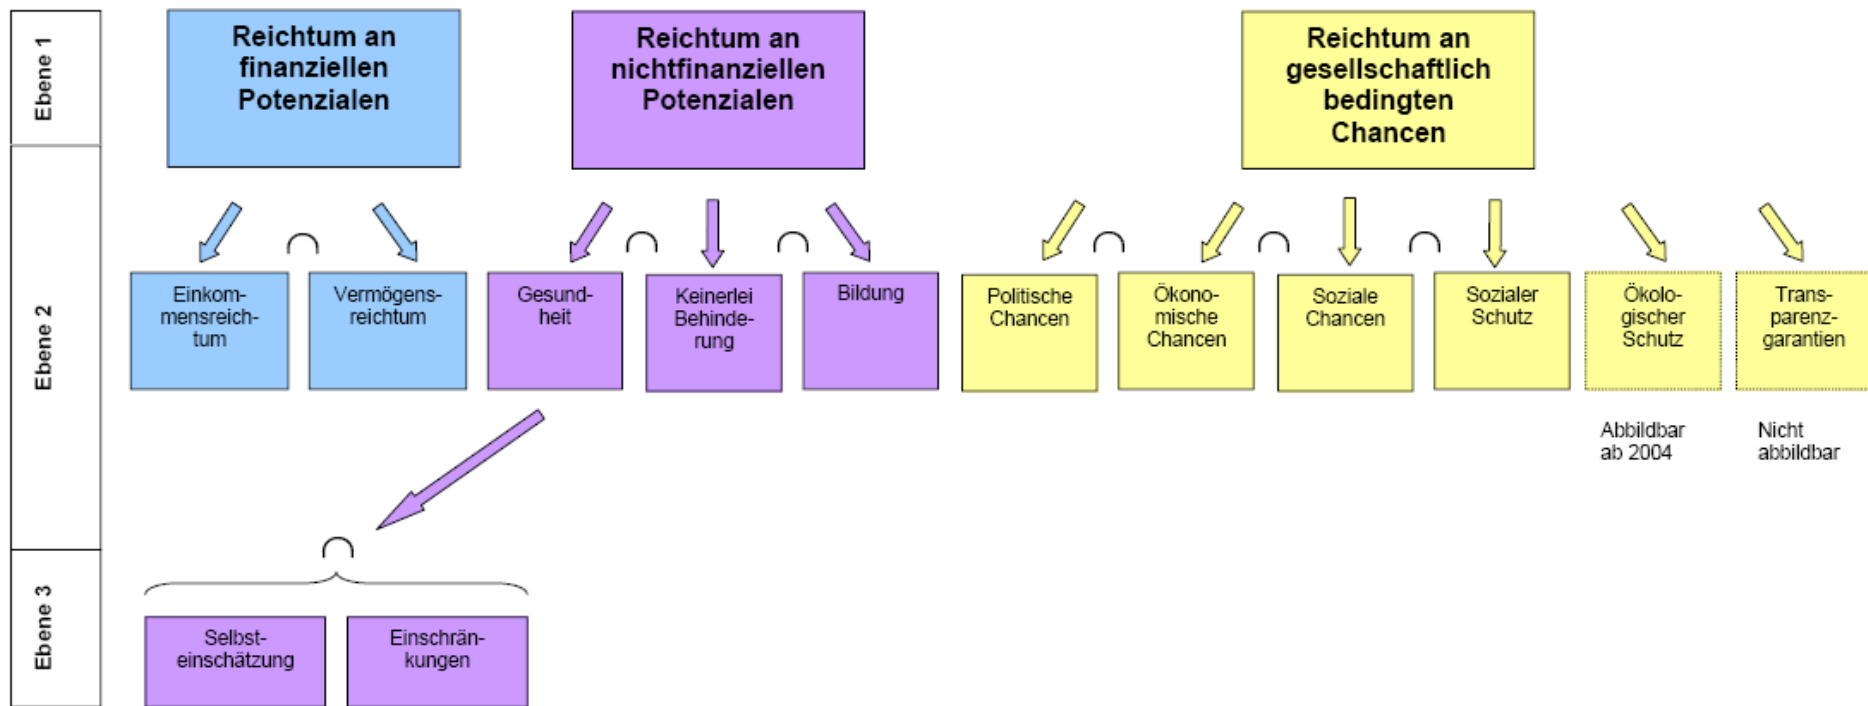 Ebene 1
Reichtum an
finanziellen
Potenzialen
Reichtum an
nichtfinanziellen
Potenzialen
Reichtum an
gesellschaftlich
bedingten
Chancen
Ebene 2
Einkom-
mensreich-
tum
Vermögens-
reichtum
Gesund-
heit
Keinerlei
Behinde-
rung
Bildung
Politische
Chancen
Ökono-
mische
Chancen
Soziale
Chancen
Sozialer
Schutz
Ökolo-
gischer
Schutz
Trans-
parenz-
garantien
Abbildbar
ab 2004
Nicht
abbildbar
Ebene 3
Selbst-
einschätzung
Einschrän-
kungen